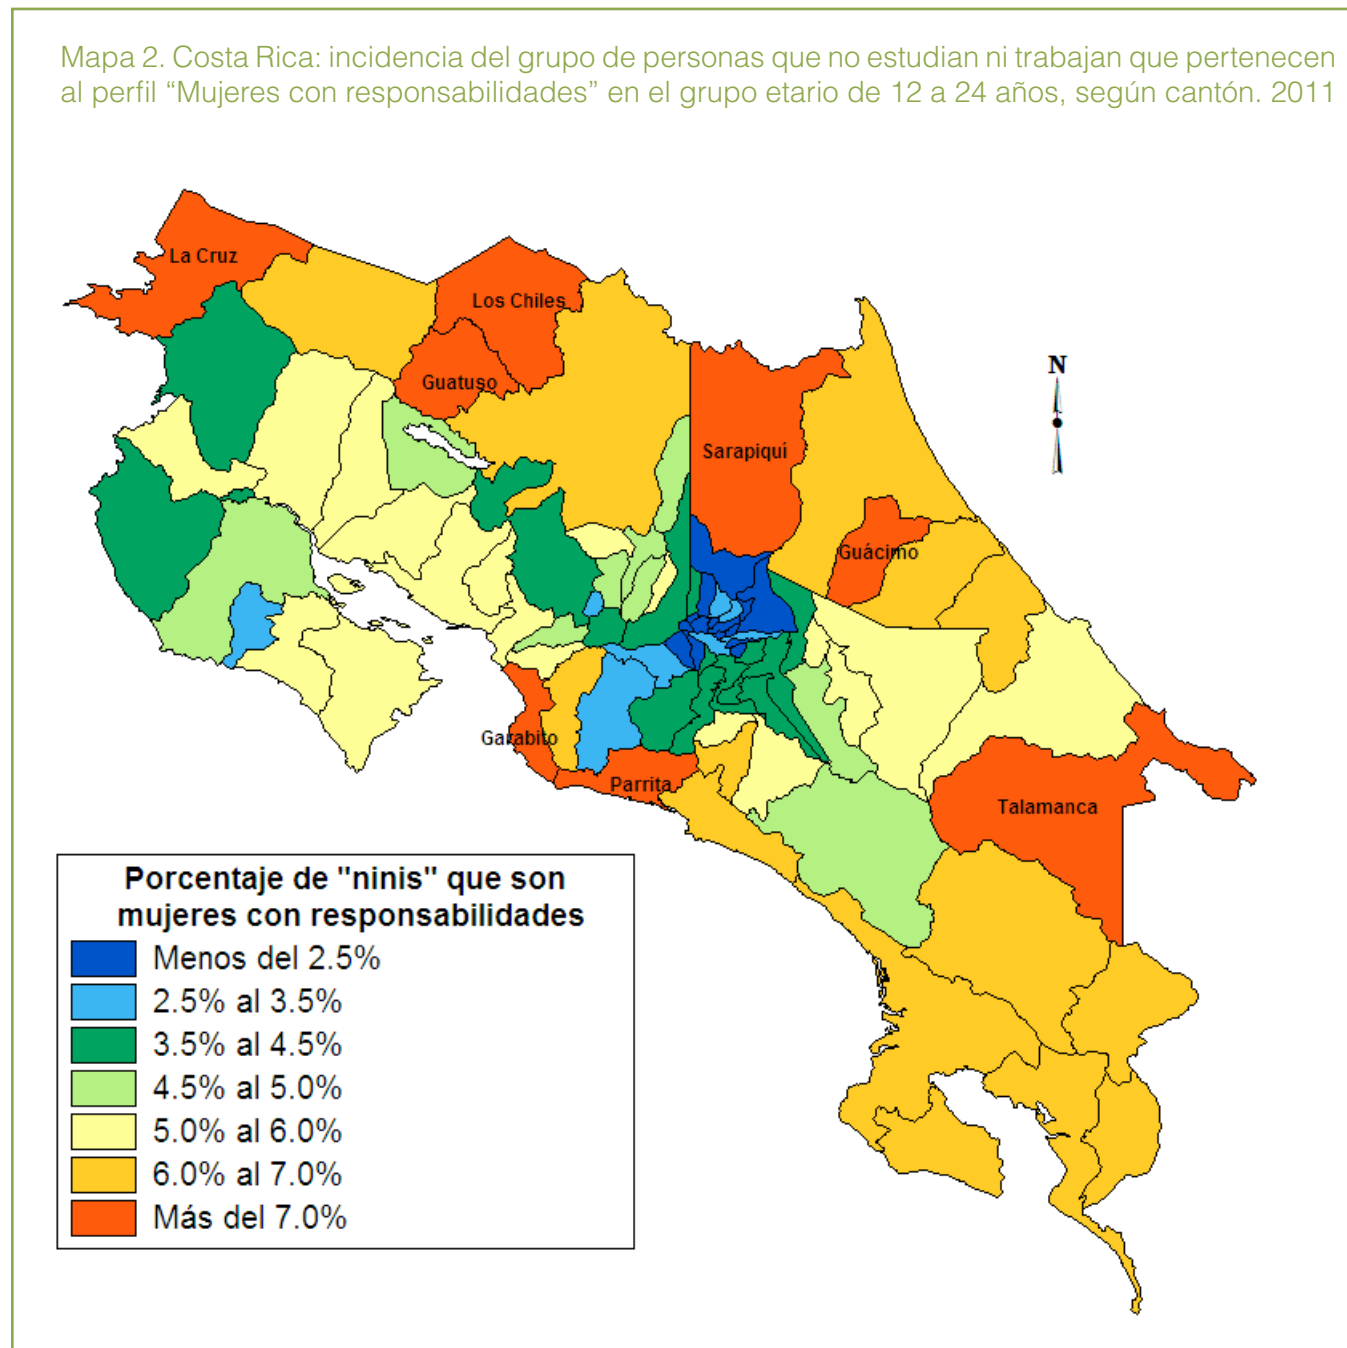 Mapa 2. Costa Rica: incidencia del grupo de personas que no estudian ni trabajan que pertenecen
al perfil “Mujeres con responsabilidades” en el grupo etario de 12 a 24 años, según cantón. 2011
La Cruz
Los Chiles
N
Guatuso
Sarapiquí
Guácimo
Garabito
Parrita
Talamanca
Porcentaje de "ninis" que son
mujeres con responsabilidades
Menos del 2.5%
2.5% al 3.5%
3.5% al 4.5%
4.5% al 5.0%
5.0% al 6.0%
6.0% al 7.0%
Más del 7.0%